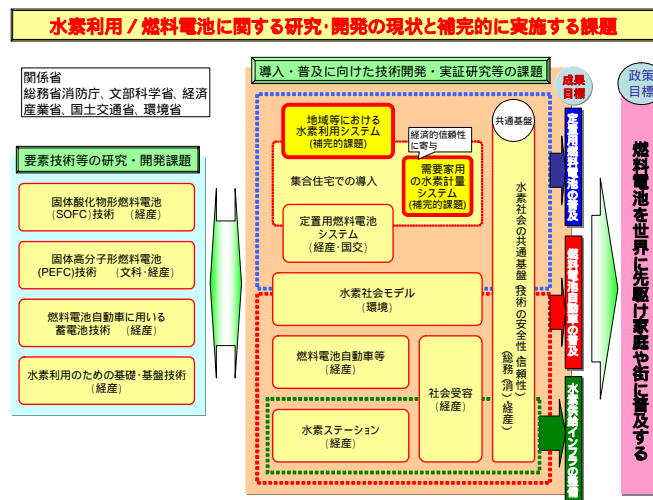 水素利用/燃料電池に関する研究・開発の現状と補完的に実施する課題
関係省
総務省消防庁、文部科学省、経済
産業省、国土交通省、環境省
要素技術等の研究・開発課題
固体酸化物形燃料電池
(SOFC)技術 (経産)
固体高分子形燃料電池
(PEFC)技術 (文科・経産)
燃料電池自動車に用いる
蓄電池技術 (経産)
水素利用のための基礎・基盤技術
(経産)
導入・普及に向けた技術開発・実証研究等の課題
地域等における
水素利用システム
(補完的課題)
経済的信頼性
に寄与
集合住宅での導入
需要家用
の水素計量
システム
(補完的課題)
定置用燃料電池
システム
(経産・国交)
水素社会モデル
(環境)
燃料電池自動車等
(経産)
社会受容
(経産)
水素ステーション
(経産)
共通基盤
水素社会の共通基盤(技術の安全性・信頼性)
(総務(消)・経産)
成果
目標
定置用燃料電池の普及
燃料電池自動車の普及
水素供給インフラの整備
政策
目標
燃料電池を世界に先駆け家庭や街に普及する